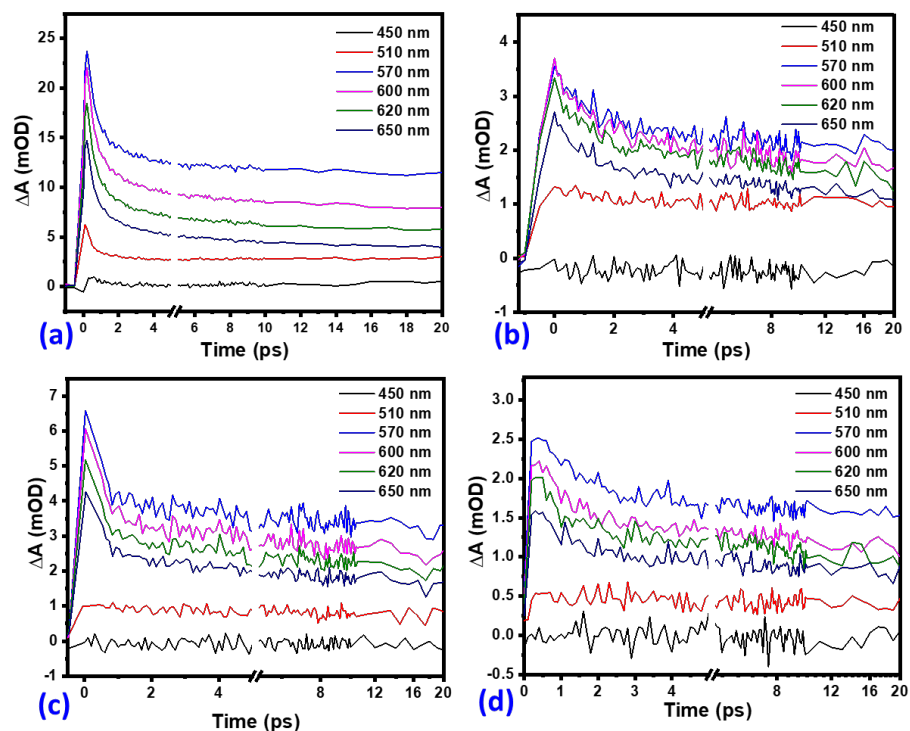 450 nm
510 nm
570 nm
600 nm
620 nm
650 nm
25
20
15
10
5
0
ΔA (mOD)
0 2 4 6 8 10 12 14 16 18 20
Time (ps)
(a)
450 nm
510 nm
570 nm
600 nm
620 nm
650 nm
4
3
2
1
0
-1
ΔA (mOD)
0 2 4 8 12 16 20
Time (ps)
(b)
450 nm
510 nm
570 nm
600 nm
620 nm
650 nm
7
6
5
4
3
2
1
0
-1
ΔA (mOD)
0 2 4 8 12 16 20
Time (ps)
(c)
450 nm
510 nm
570 nm
600 nm
620 nm
650 nm
3.0
2.5
2.0
1.5
1.0
0.5
0.0
-0.5
ΔA (mOD)
0 1 2 3 4 8 12 16 20
Time (ps)
(d)